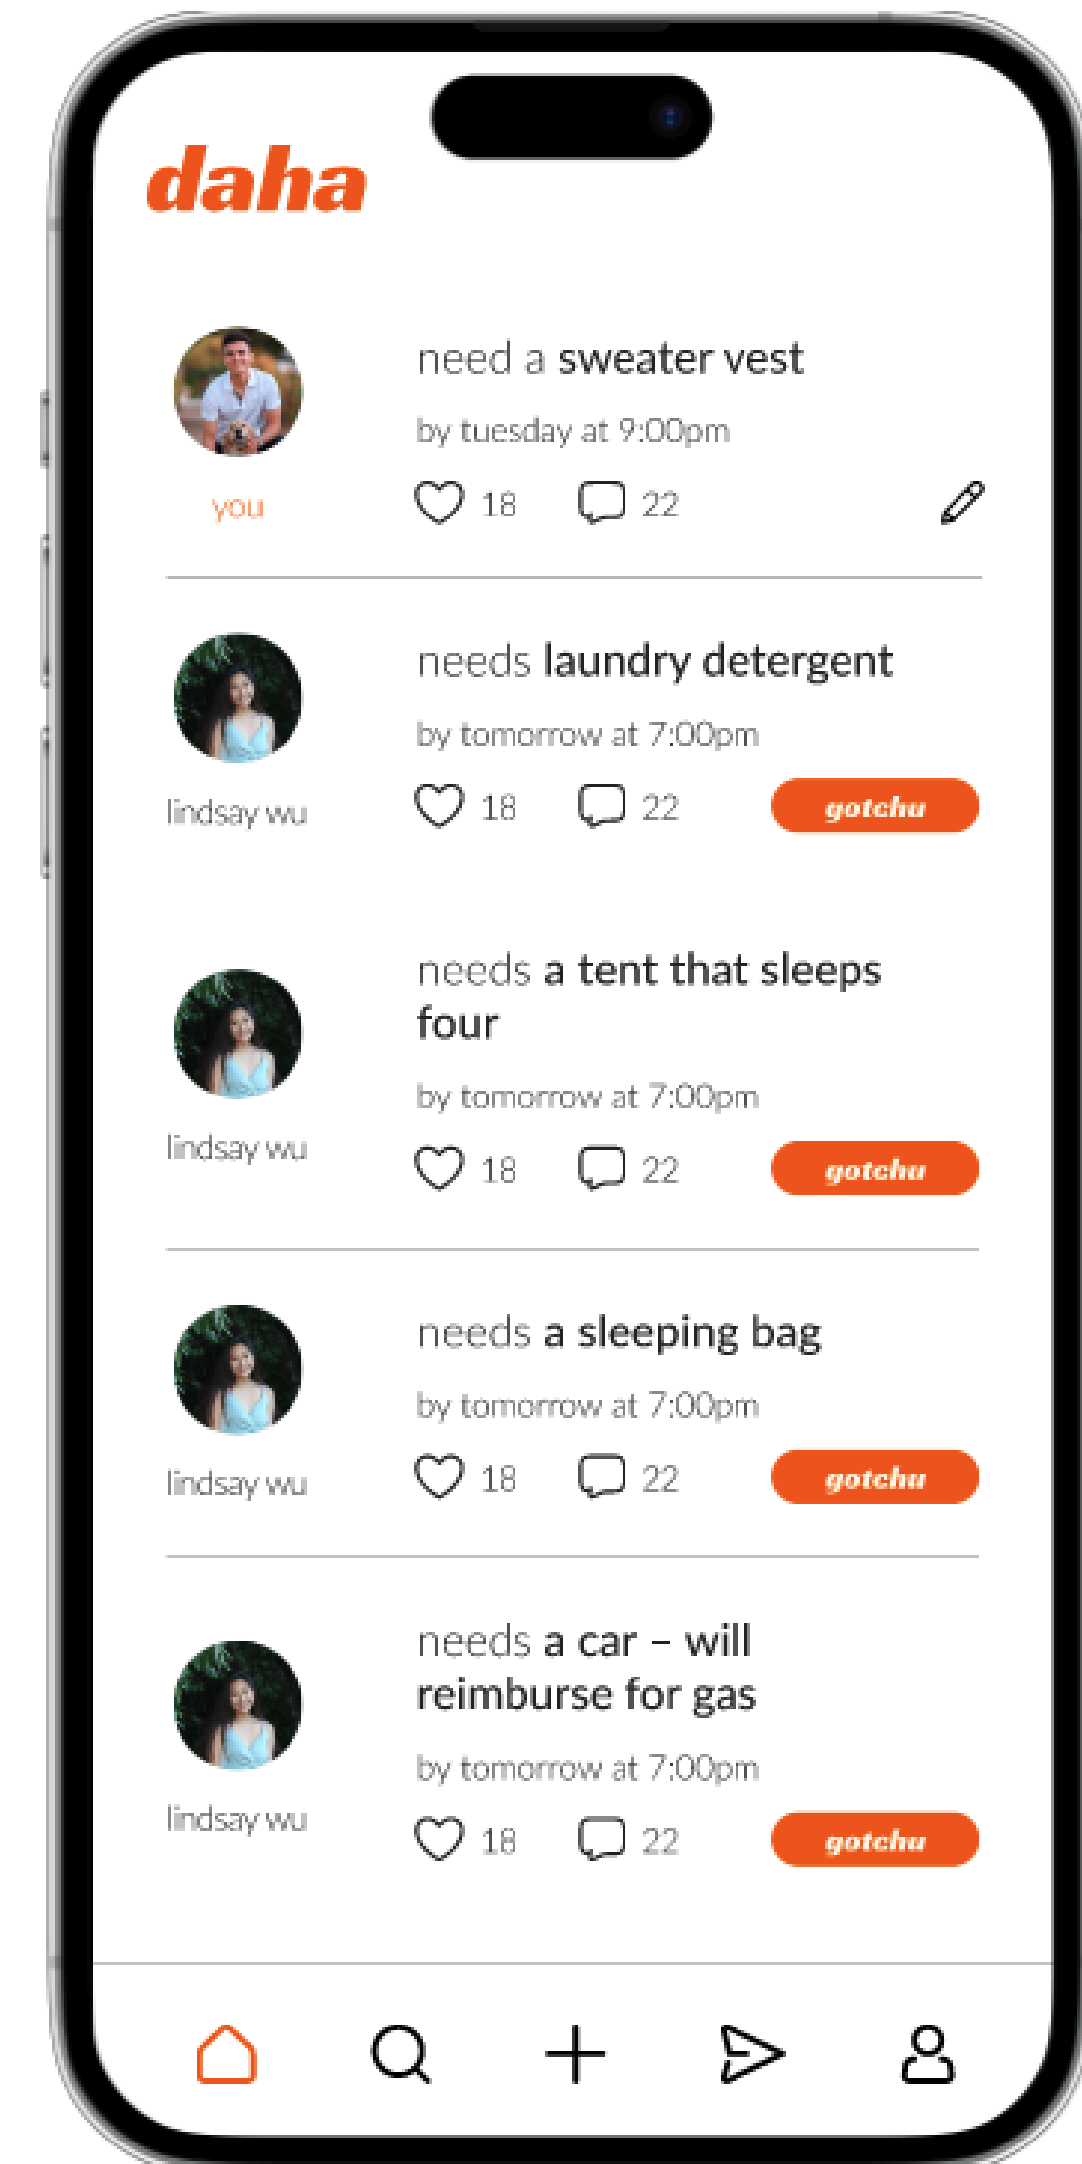 daha
need a sweater vest
by tuesday at 9:00pm
you
18 22
needs laundry detergent
by tomorrow at 7:00pm
lindsay wu
18 22 gotchu
needs a tent that sleeps
four
by tomorrow at 7:00pm
lindsay wu
18 22 gotchu
needs a sleeping bag
by tomorrow at 7:00pm
lindsay wu
18 22 gotchu
needs a car – will
reimburse for gas
by tomorrow at 7:00pm
lindsay wu
18 22 gotchu